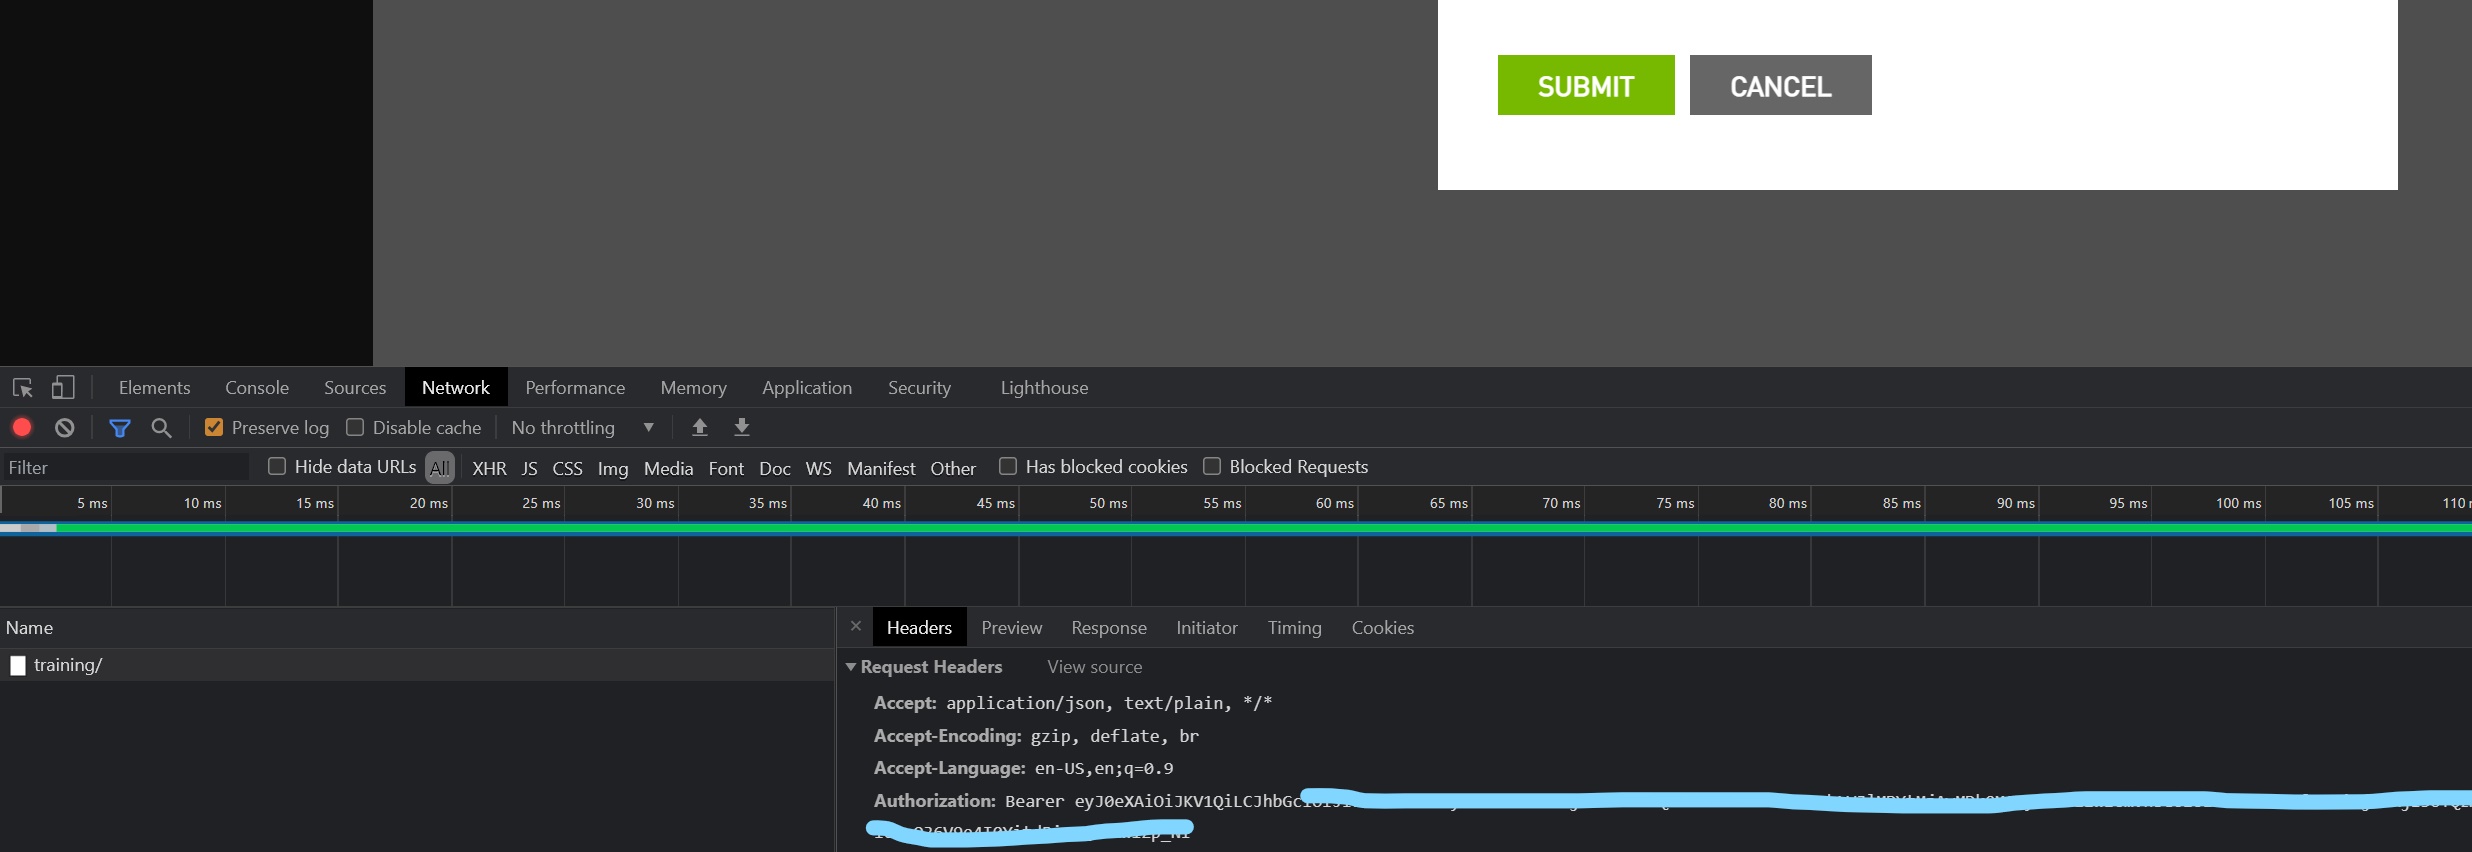 SUBMIT CANCEL
Elements Console Sources Network Performance Memory Application Security Lighthouse
Preserve log Disable cache No throttling
Filter Hide data URLs All XHR JS CSS Img Media Font Doc WS Manifest Other Has blocked cookies Blocked Requests
5 ms 10 ms 15 ms 20 ms 25 ms 30 ms 35 ms 40 ms 45 ms 50 ms 55 ms 60 ms 65 ms 70 ms 75 ms 80 ms 85 ms 90 ms 95 ms 100 ms 105 ms 110
Name
training/
× Headers Preview Response Initiator Timing Cookies
Request Headers View source
Accept: application/json, text/plain, */*
Accept-Encoding: gzip, deflate, br
Accept-Language: en-US,en;q=0.9
Authorization: Bearer